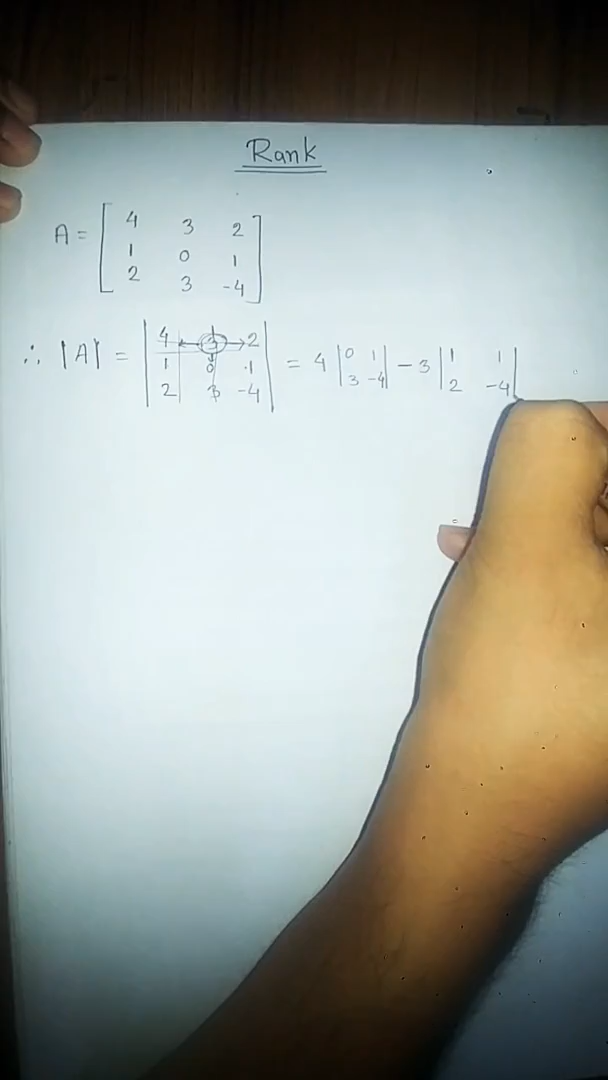 Rank
A = [ 4 3 2
1 0 1
2 3 -4 ]
∴ |A| = | 4 3 2
1 0 1
2 3 -4 | = 4 | 0 1
3 -4 | - 3 | 1 1
2 -4 |